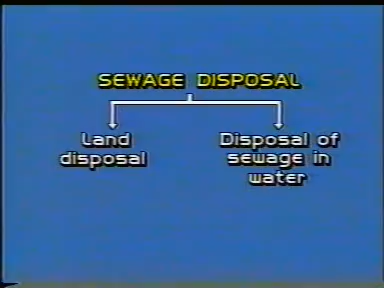 SEWAGE DISPOSAL
Land
disposal
Disposal of
sewage in
water